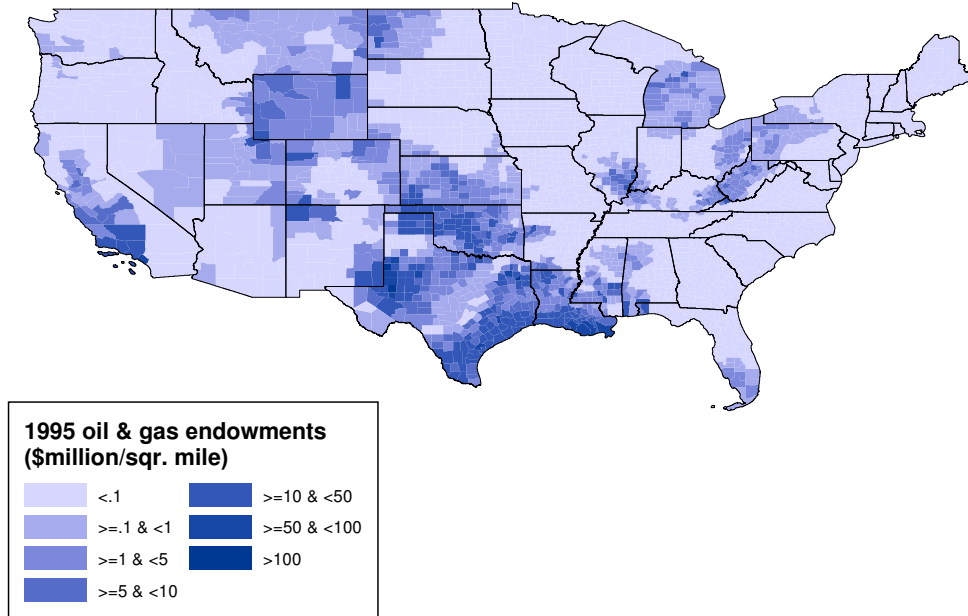 1995 oil & gas endowments
($million/sqr. mile)
<.1
>=.1 & <1
>=1 & <5
>=5 & <10
>=10 & <50
>=50 & <100
>100